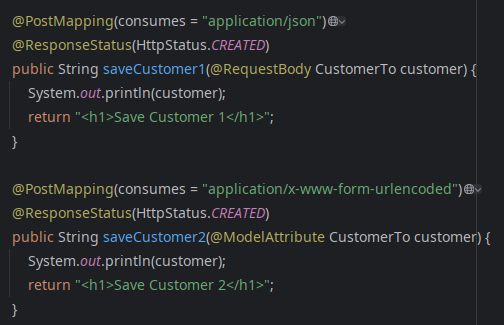 @PostMapping(consumes = "application/json")
@ResponseStatus(HttpStatus.CREATED)
public String saveCustomer1(@RequestBody CustomerTo customer) {
System.out.println(customer);
return "<h1>Save Customer 1</h1>";
}
@PostMapping(consumes = "application/x-www-form-urlencoded")
@ResponseStatus(HttpStatus.CREATED)
public String saveCustomer2(@ModelAttribute CustomerTo customer) {
System.out.println(customer);
return "<h1>Save Customer 2</h1>";
}